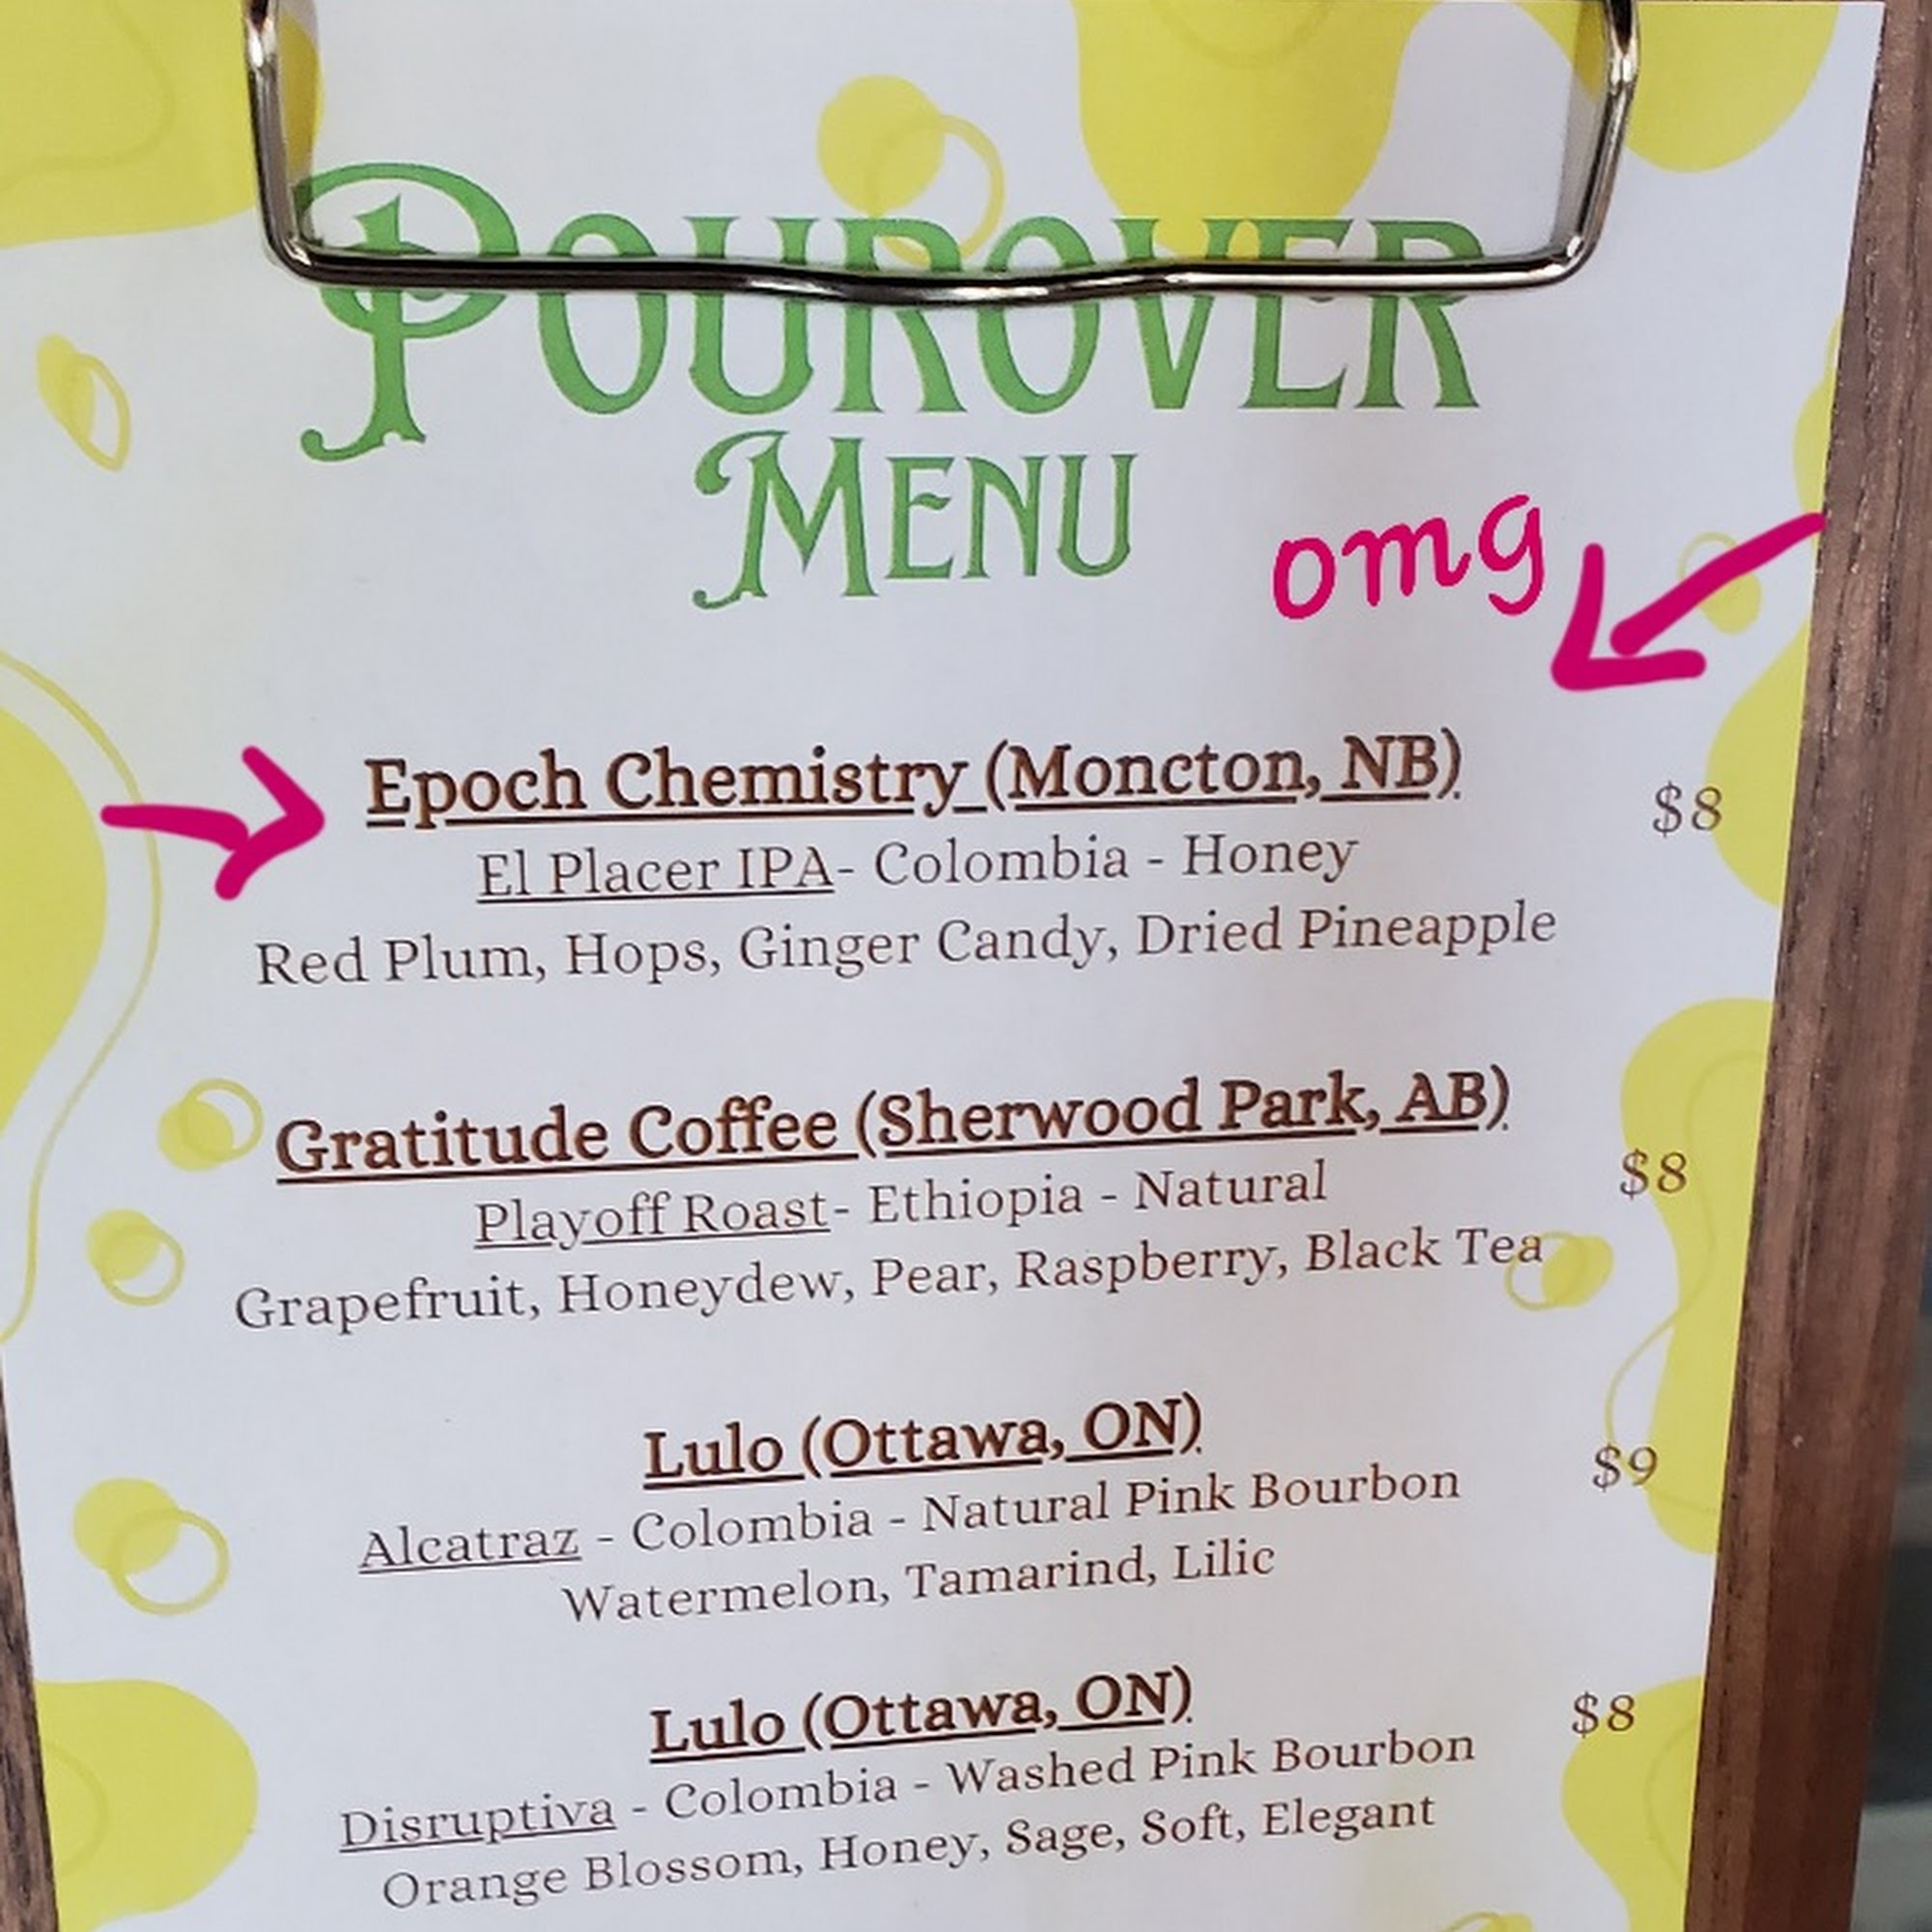 POUROVER
MENU
omg
Epoch Chemistry (Moncton, NB)
$8
El Placer IPA- Colombia - Honey
Red Plum, Hops, Ginger Candy, Dried Pineapple
Gratitude Coffee (Sherwood Park, AB)
$8
Playoff Roast- Ethiopia - Natural
Grapefruit, Honeydew, Pear, Raspberry, Black Tea
Lulo (Ottawa, ON)
$9
Alcatraz - Colombia - Natural Pink Bourbon
Watermelon, Tamarind, Lilic
Lulo (Ottawa, ON)
$8
Disruptiva - Colombia - Washed Pink Bourbon
Orange Blossom, Honey, Sage, Soft, Elegant